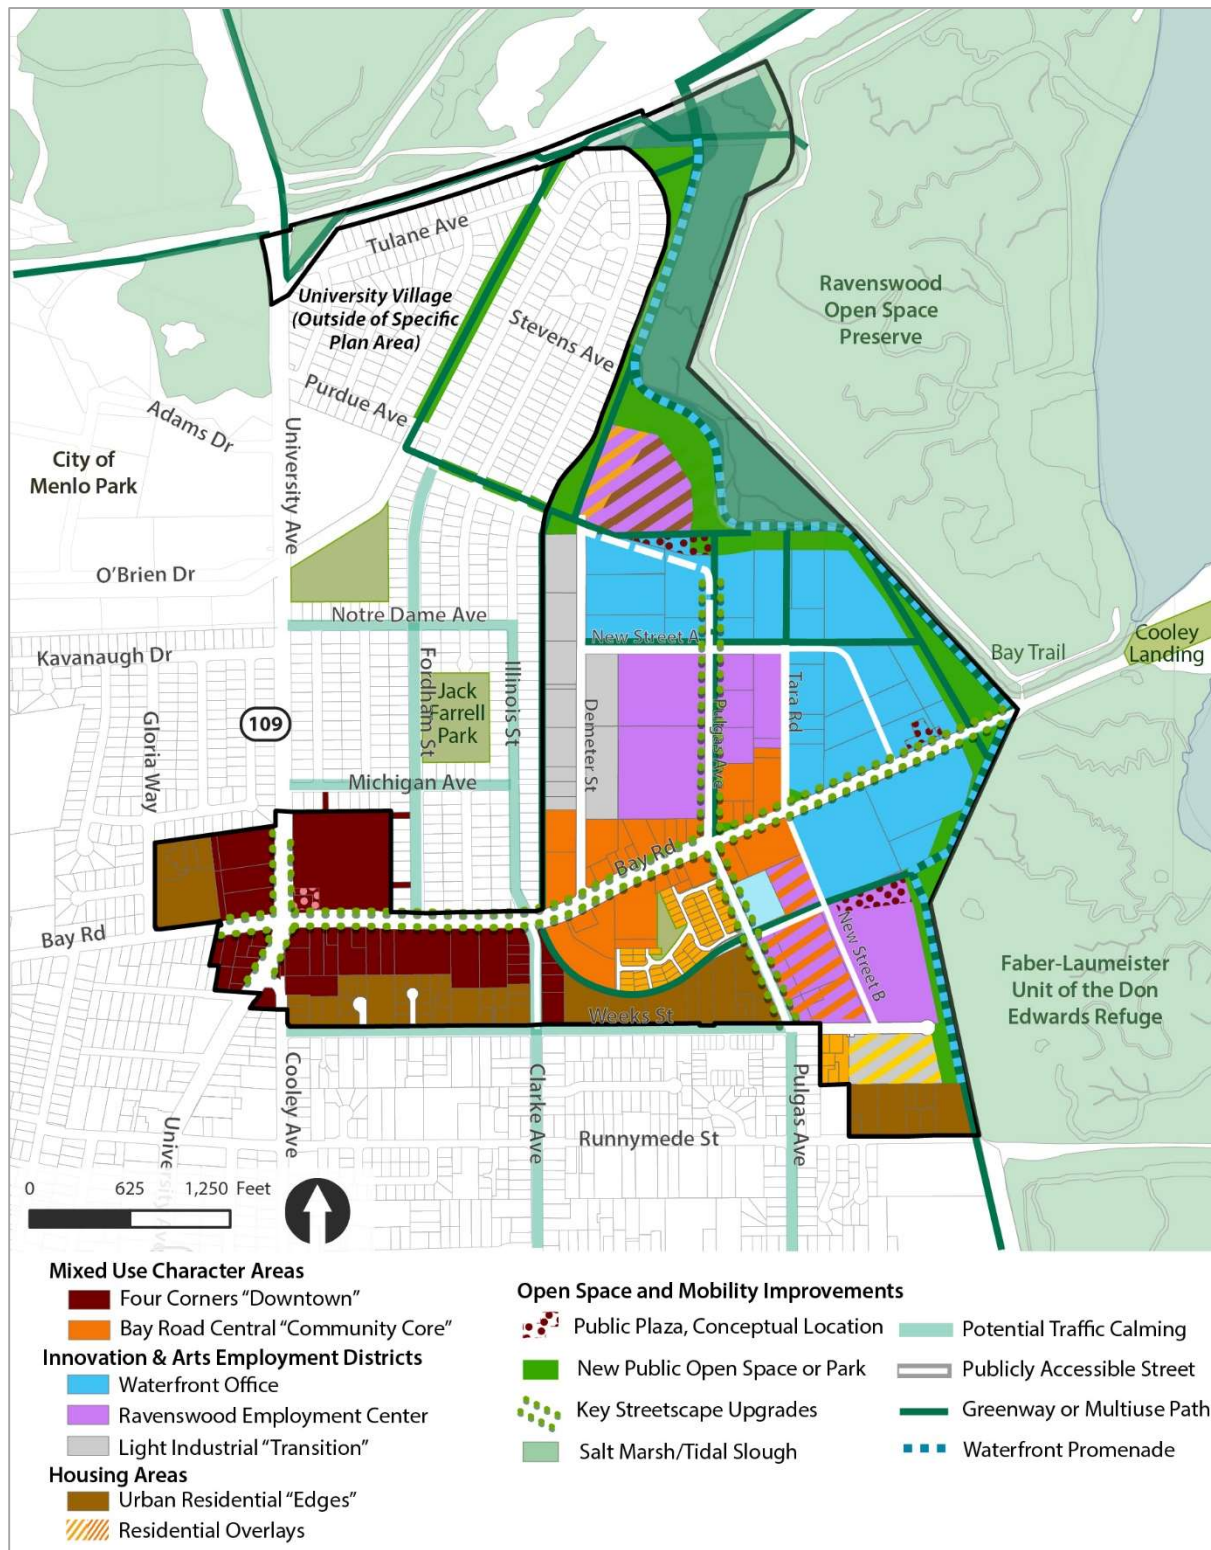 Tulane Ave
University Village
(Outside of Specific
Plan Area)
Stevens Ave
Purdue Ave
Ravenswood
Open Space
Preserve
Adams Dr
City of
Menlo Park
University Ave
O'Brien Dr
Notre Dame Ave
New Street A
Kavanaugh Dr
Bay Trail
Cooley
Landing
Fordham St
Illinois St
Jack
Farrell
Park
Gloria Way
109
Demeter St
Pulgas Ave
Tara Rd
Michigan Ave
Bay Rd
Bay Rd
New Street B
Faber-Laumeister
Unit of the Don
Edwards Refuge
Weeks St
Cooley Ave
Clarke Ave
Pulgas Ave
Runnymede St
University Ave
0 625 1,250 Feet
Mixed Use Character Areas
Four Corners "Downtown"
Bay Road Central "Community Core"
Innovation & Arts Employment Districts
Waterfront Office
Ravenswood Employment Center
Light Industrial "Transition"
Housing Areas
Urban Residential "Edges"
Residential Overlays
Open Space and Mobility Improvements
Public Plaza, Conceptual Location
New Public Open Space or Park
Key Streetscape Upgrades
Salt Marsh/Tidal Slough
Potential Traffic Calming
Publicly Accessible Street
Greenway or Multiuse Path
Waterfront Promenade